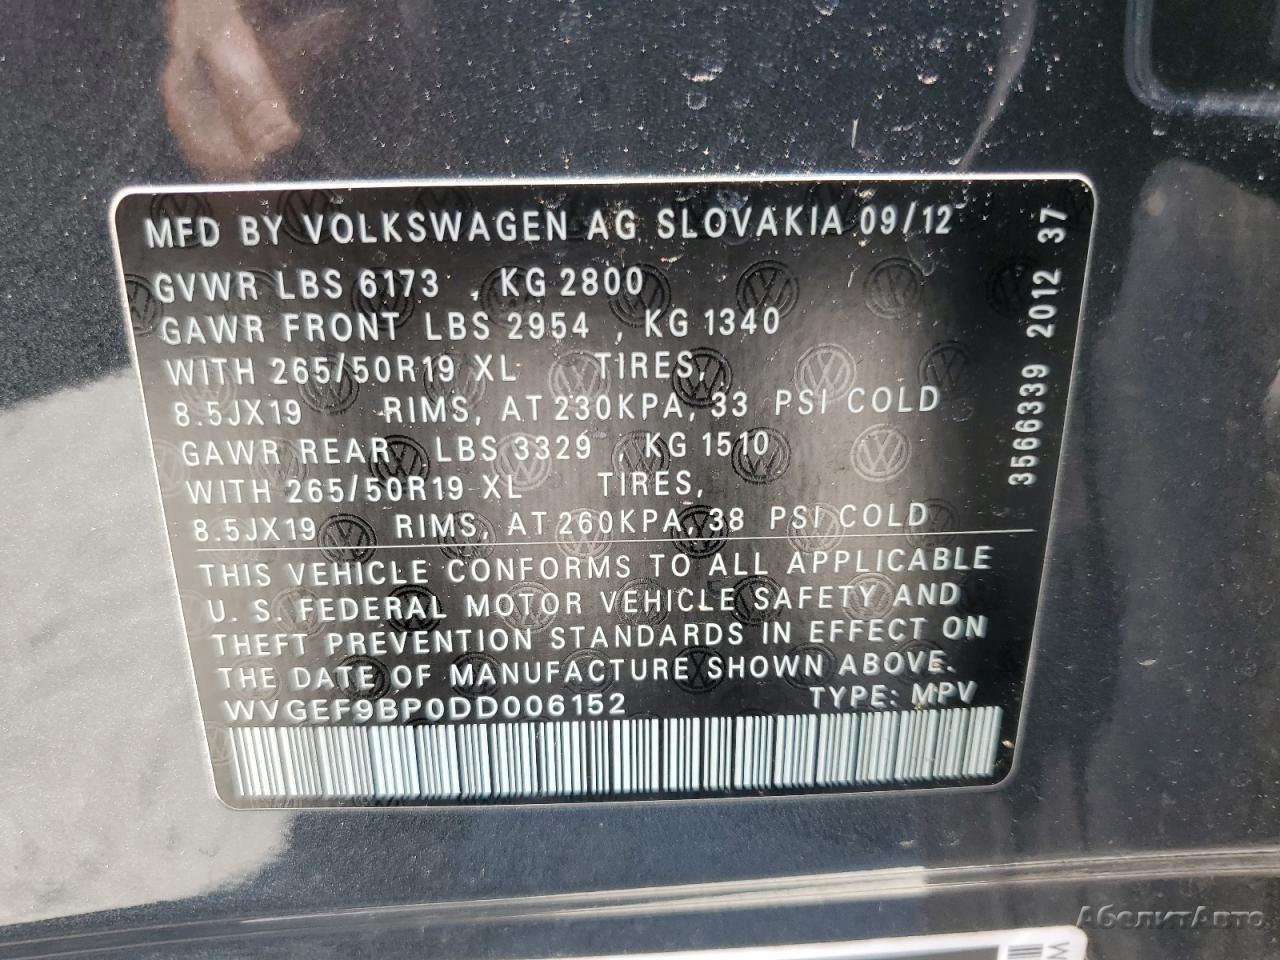 MFD BY VOLKSWAGEN AG SLOVAKIA 09/12
GVWR LBS 6173 , KG 2800
GAWR FRONT LBS 2954 , KG 1340
WITH 265/50R19 XL TIRES,
8.5JX19 RIMS, AT 230KPA, 33 PSI COLD
GAWR REAR LBS 3329 , KG 1510
WITH 265/50R19 XL TIRES,
8.5JX19 RIMS, AT 260KPA, 38 PSI COLD
THIS VEHICLE CONFORMS TO ALL APPLICABLE
U. S. FEDERAL MOTOR VEHICLE SAFETY AND
THEFT PREVENTION STANDARDS IN EFFECT ON
THE DATE OF MANUFACTURE SHOWN ABOVE.
WVGEF9BP0DD006152 TYPE: MPV
3566339 2012 37
АбелитАвто